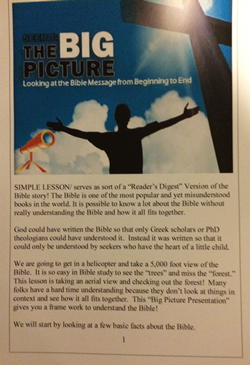 SEEING
THE BIG
PICTURE
Looking at the Bible Message from Beginning to End
SIMPLE LESSON/ serves as sort of a “Reader’s Digest” Version of the
Bible story! The Bible is one of the most popular and yet misunderstood
books in the world. It is possible to know a lot about the Bible without
really understanding the Bible and how it all fits together.
God could have written the Bible so that only Greek scholars or PhD
theologians could have understood it. Instead it was written so that it
could only be understood by seekers who have the heart of a little child.
We are going to get in a helicopter and take a 5,000 foot view of the
Bible. It is so easy in Bible study to see the “trees” and miss the “forest.”
This lesson is taking an aerial view and checking out the forest! Many
folks have a hard time understanding because they don’t look at things in
context and see how it all fits together. This “Big Picture Presentation”
gives you a frame work to understand the Bible!
We will start by looking at a few basic facts about the Bible.
1